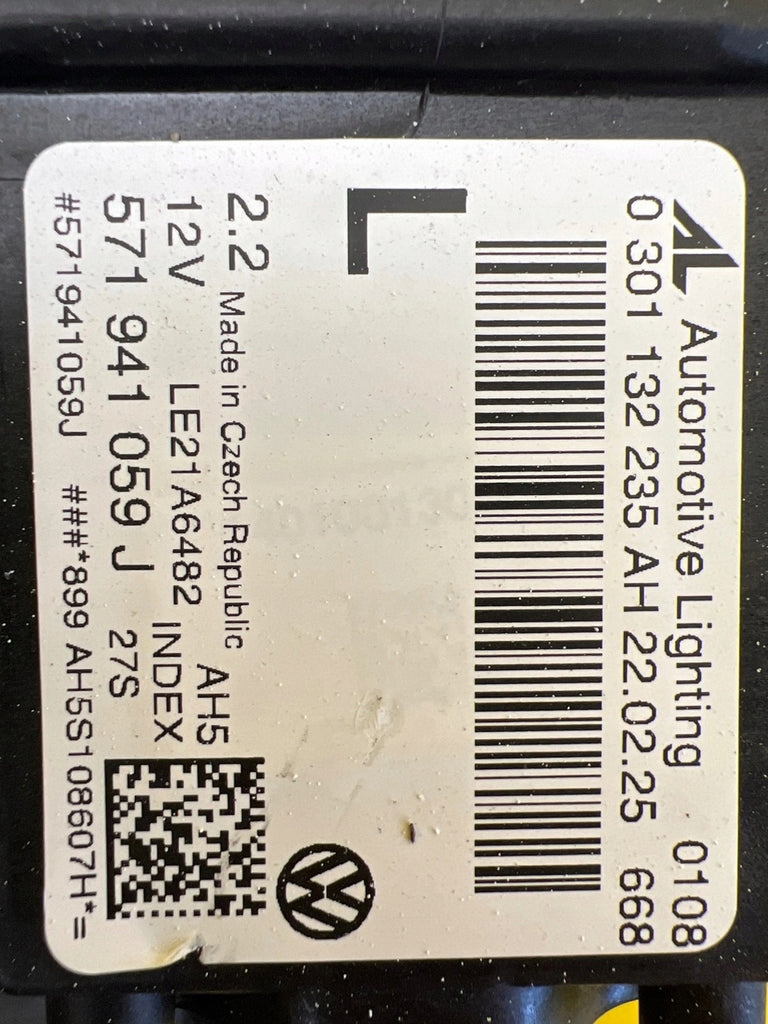 AL Automotive Lighting 0108
0 301 132 235 AH 22.02.25 668
L
2.2 Made in Czech Republic AH5
12V LE21A6482 INDEX
571 941 059 J 27S
#571941059J ###*899 AH5S108607H*=